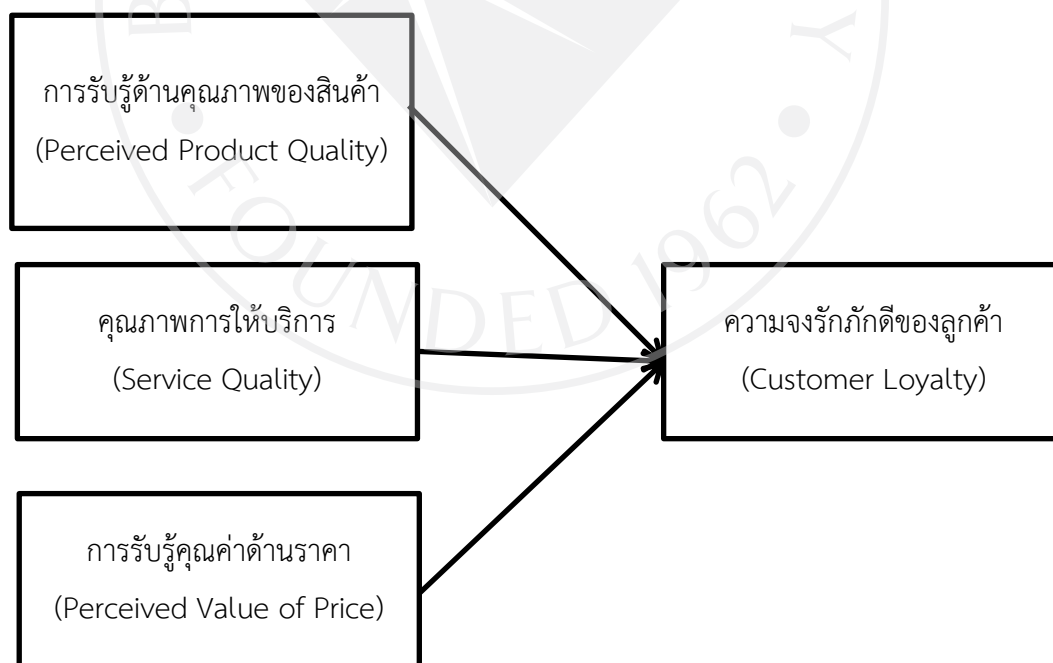 การรับรู้ด้านคุณภาพของสินค้า
(Perceived Product Quality)
คุณภาพการให้บริการ
(Service Quality)
ความจงรักภักดีของลูกค้า
(Customer Loyalty)
การรับรู้คุณค่าด้านราคา
(Perceived Value of Price)
B
FOUNDED 1962
Y